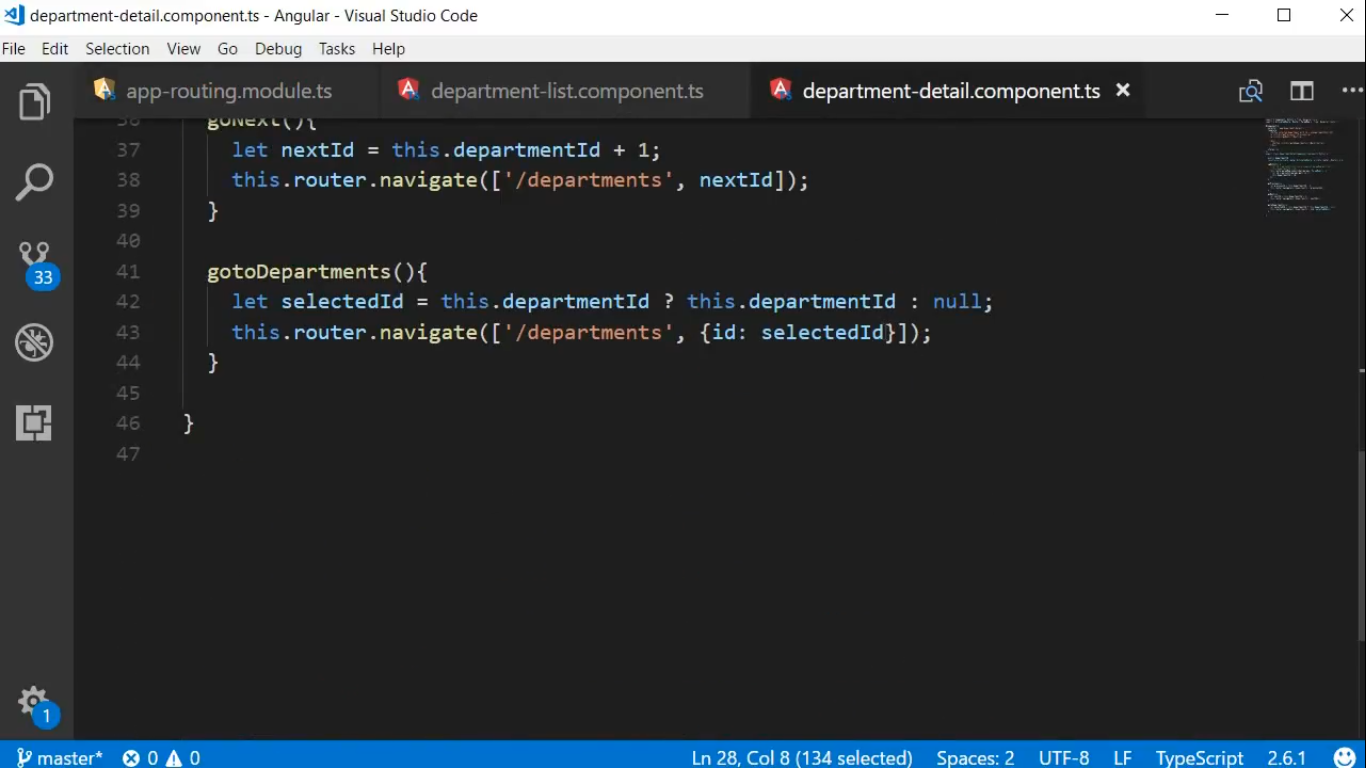 department-detail.component.ts - Angular - Visual Studio Code
File Edit Selection View Go Debug Tasks Help
app-routing.module.ts department-list.component.ts department-detail.component.ts
36 goNext(){
37 let nextId = this.departmentId + 1;
38 this.router.navigate(['/departments', nextId]);
39 }
40
41 gotoDepartments(){
42 let selectedId = this.departmentId ? this.departmentId : null;
43 this.router.navigate(['/departments', {id: selectedId}]);
44 }
45
46 }
47
33
1
master* 0 0 Ln 28, Col 8 (134 selected) Spaces: 2 UTF-8 LF TypeScript 2.6.1